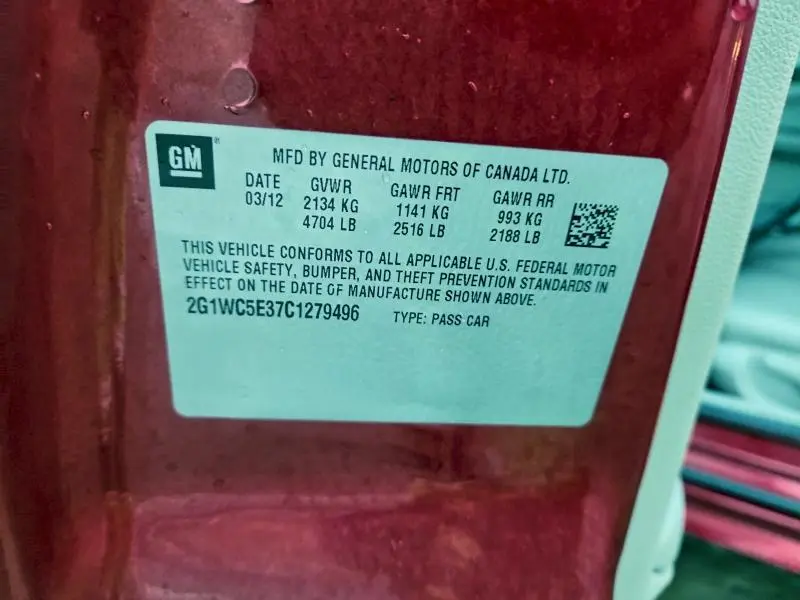 GM
MFD BY GENERAL MOTORS OF CANADA LTD.
DATE GVWR GAWR FRT GAWR RR
03/12 2134 KG 1141 KG 993 KG
4704 LB 2516 LB 2188 LB
THIS VEHICLE CONFORMS TO ALL APPLICABLE U.S. FEDERAL MOTOR
VEHICLE SAFETY, BUMPER, AND THEFT PREVENTION STANDARDS IN
EFFECT ON THE DATE OF MANUFACTURE SHOWN ABOVE.
2G1WC5E37C1279496 TYPE: PASS CAR